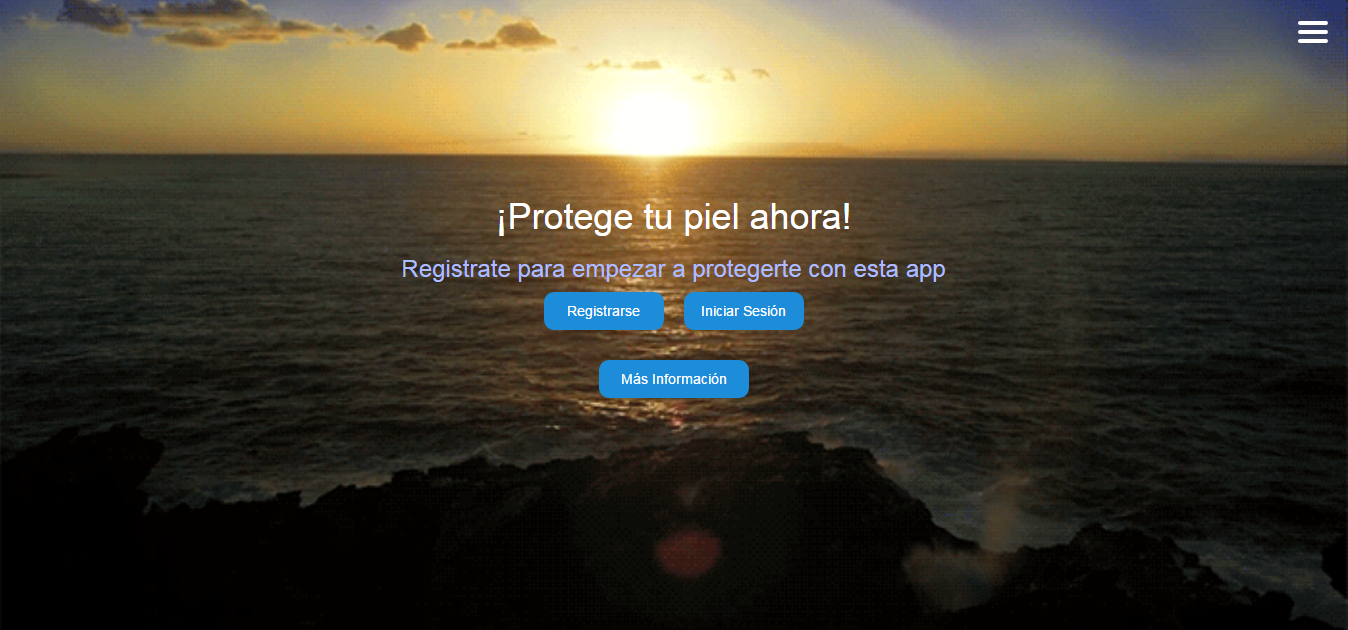 ¡Protege tu piel ahora!
Registrate para empezar a protegerte con esta app
Registrarse
Iniciar Sesión
Más Información